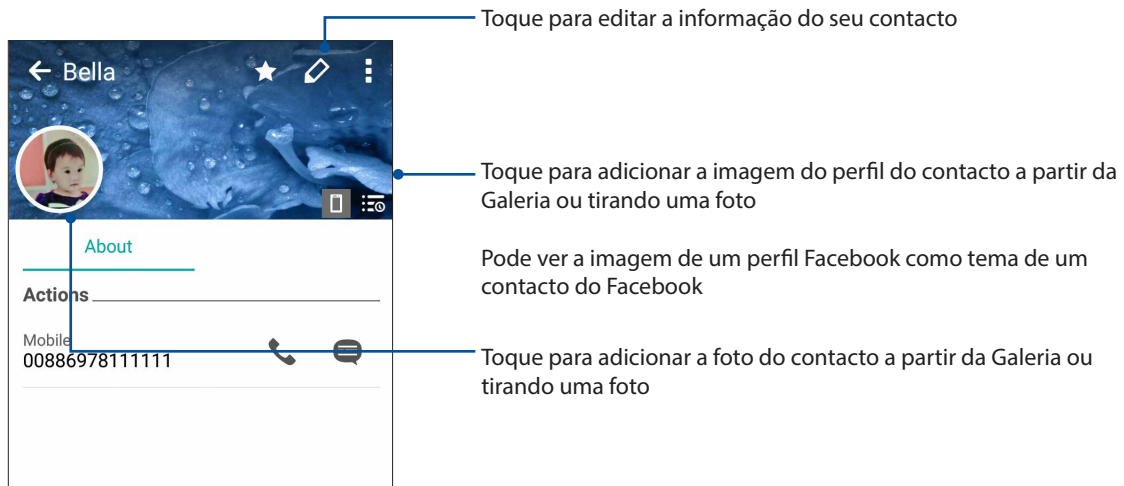 Toque para editar a informação do seu contacto
Bella
Toque para adicionar a imagem do perfil do contacto a partir da
Galeria ou tirando uma foto
About
Pode ver a imagem de um perfil Facebook como tema de um
contacto do Facebook
Actions
Mobile
00886978111111
Toque para adicionar a foto do contacto a partir da Galeria ou
tirando uma foto